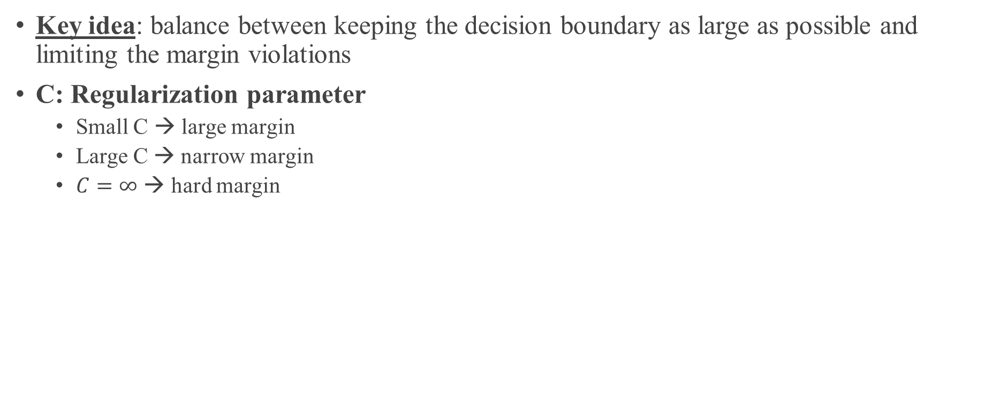 • Key idea: balance between keeping the decision boundary as large as possible and
limiting the margin violations
• C: Regularization parameter
• Small C → large margin
• Large C → narrow margin
• C = ∞ → hard margin